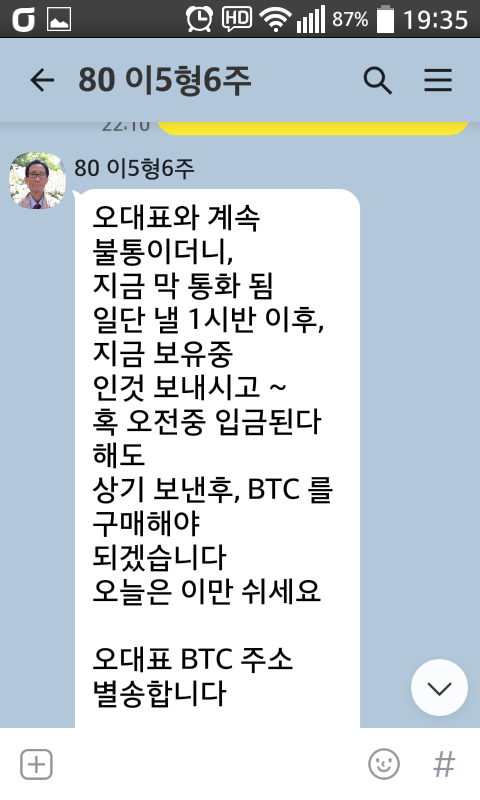 HD 87% 19:35
80 이5형6주
22:10
80 이5형6주
오대표와 계속
불통이더니,
지금 막 통화 됨
일단 낼 1시반 이후,
지금 보유중
인것 보내시고 ~
혹 오전중 입금된다
해도
상기 보낸후, BTC 를
구매해야
되겠습니다
오늘은 이만 쉬세요
오대표 BTC 주소
별송합니다
#